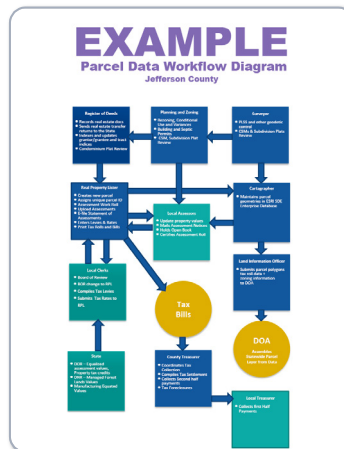 EXAMPLE
Parcel Data Workflow Diagram
Jefferson County
Register of Deeds
Records real estate docs
Sends real estate transfer
returns to the State
Indexes and updates
grantor/grantee and tract
indices
Condominium Plat Review
Planning and Zoning
Rezoning, Conditional
Use and Variances
Building and Septic
Permits
CSM, Subdivision Plat
Review
Surveyor
PLSS and other geodetic
control
CSMs & Subdivision Plats
Review
Real Property Lister
Creates new parcel
Assigns unique parcel ID
Assessment Work Roll
Upload Assessments
E-file Statement of
Assessments
Enters Levies & Rates
Print Tax Rolls and Bills
Local Assessors
Update property values
Mails Assessment Notices
Holds Open Book
Certifies Assessment Roll
Cartographer
Maintains parcel
geometries in ESRI SDE
Enterprise Database
Local Clerks
Board of Review
BOR change to RPL
Compiles Tax Levies
Submits Tax Rates to
RPL
Land Information Officer
Submits parcel polygons
tax roll data +
zoning information to
DOA
Tax
Bills
DOA
Assembles
Statewide Parcel
Layer from Data
State
DOR - Equalized
assessment values,
Property tax credits
DNR - Managed Forest
Lands Values
Manufacturing Equated
Values
County Treasurer
Coordinates Tax
Collection
Compiles Tax Settlement
Collects Second half
payments
Tax Foreclosures
Local Treasurer
Collects First Half
Payments